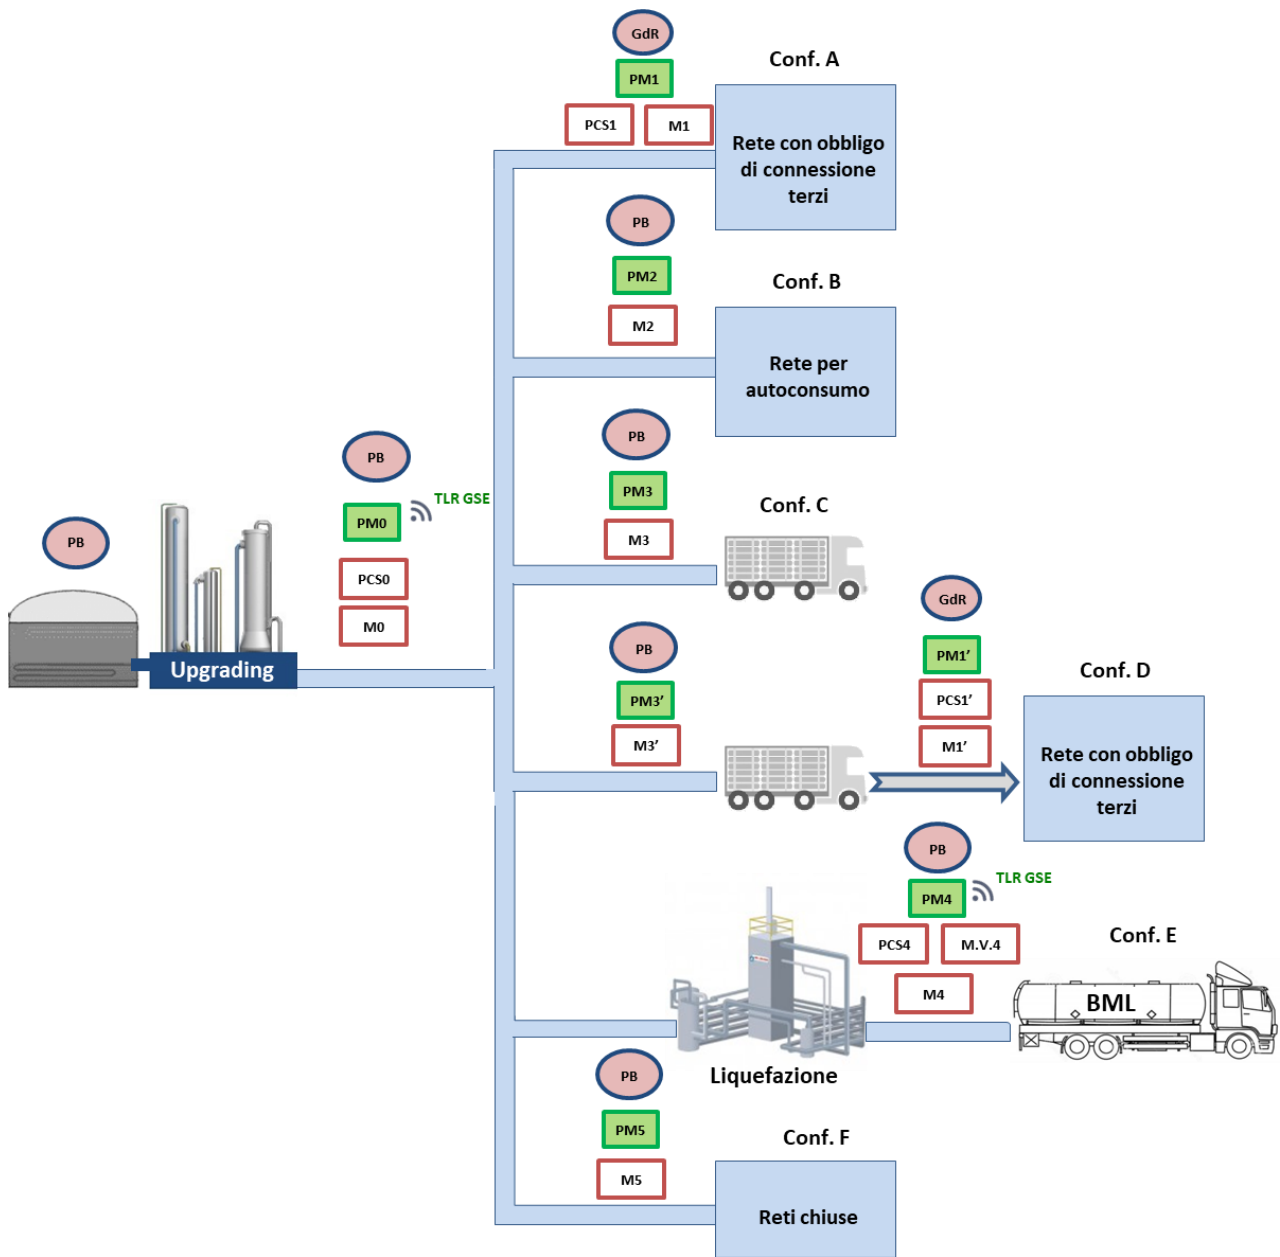 GdR
PM1
PCS1
M1
Conf. A
Rete con obbligo
di connessione
terzi
PB
PM2
M2
Conf. B
Rete per
autoconsumo
PB
PM3
M3
Conf. C
PB
PB
PM0
TLR GSE
PCS0
M0
Upgrading
PB
PM3’
M3’
GdR
PM1’
PCS1’
M1’
Conf. D
Rete con obbligo
di connessione
terzi
PB
PM4
TLR GSE
PCS4
M.V.4
M4
Conf. E
BML
Liquefazione
PB
PM5
M5
Conf. F
Reti chiuse